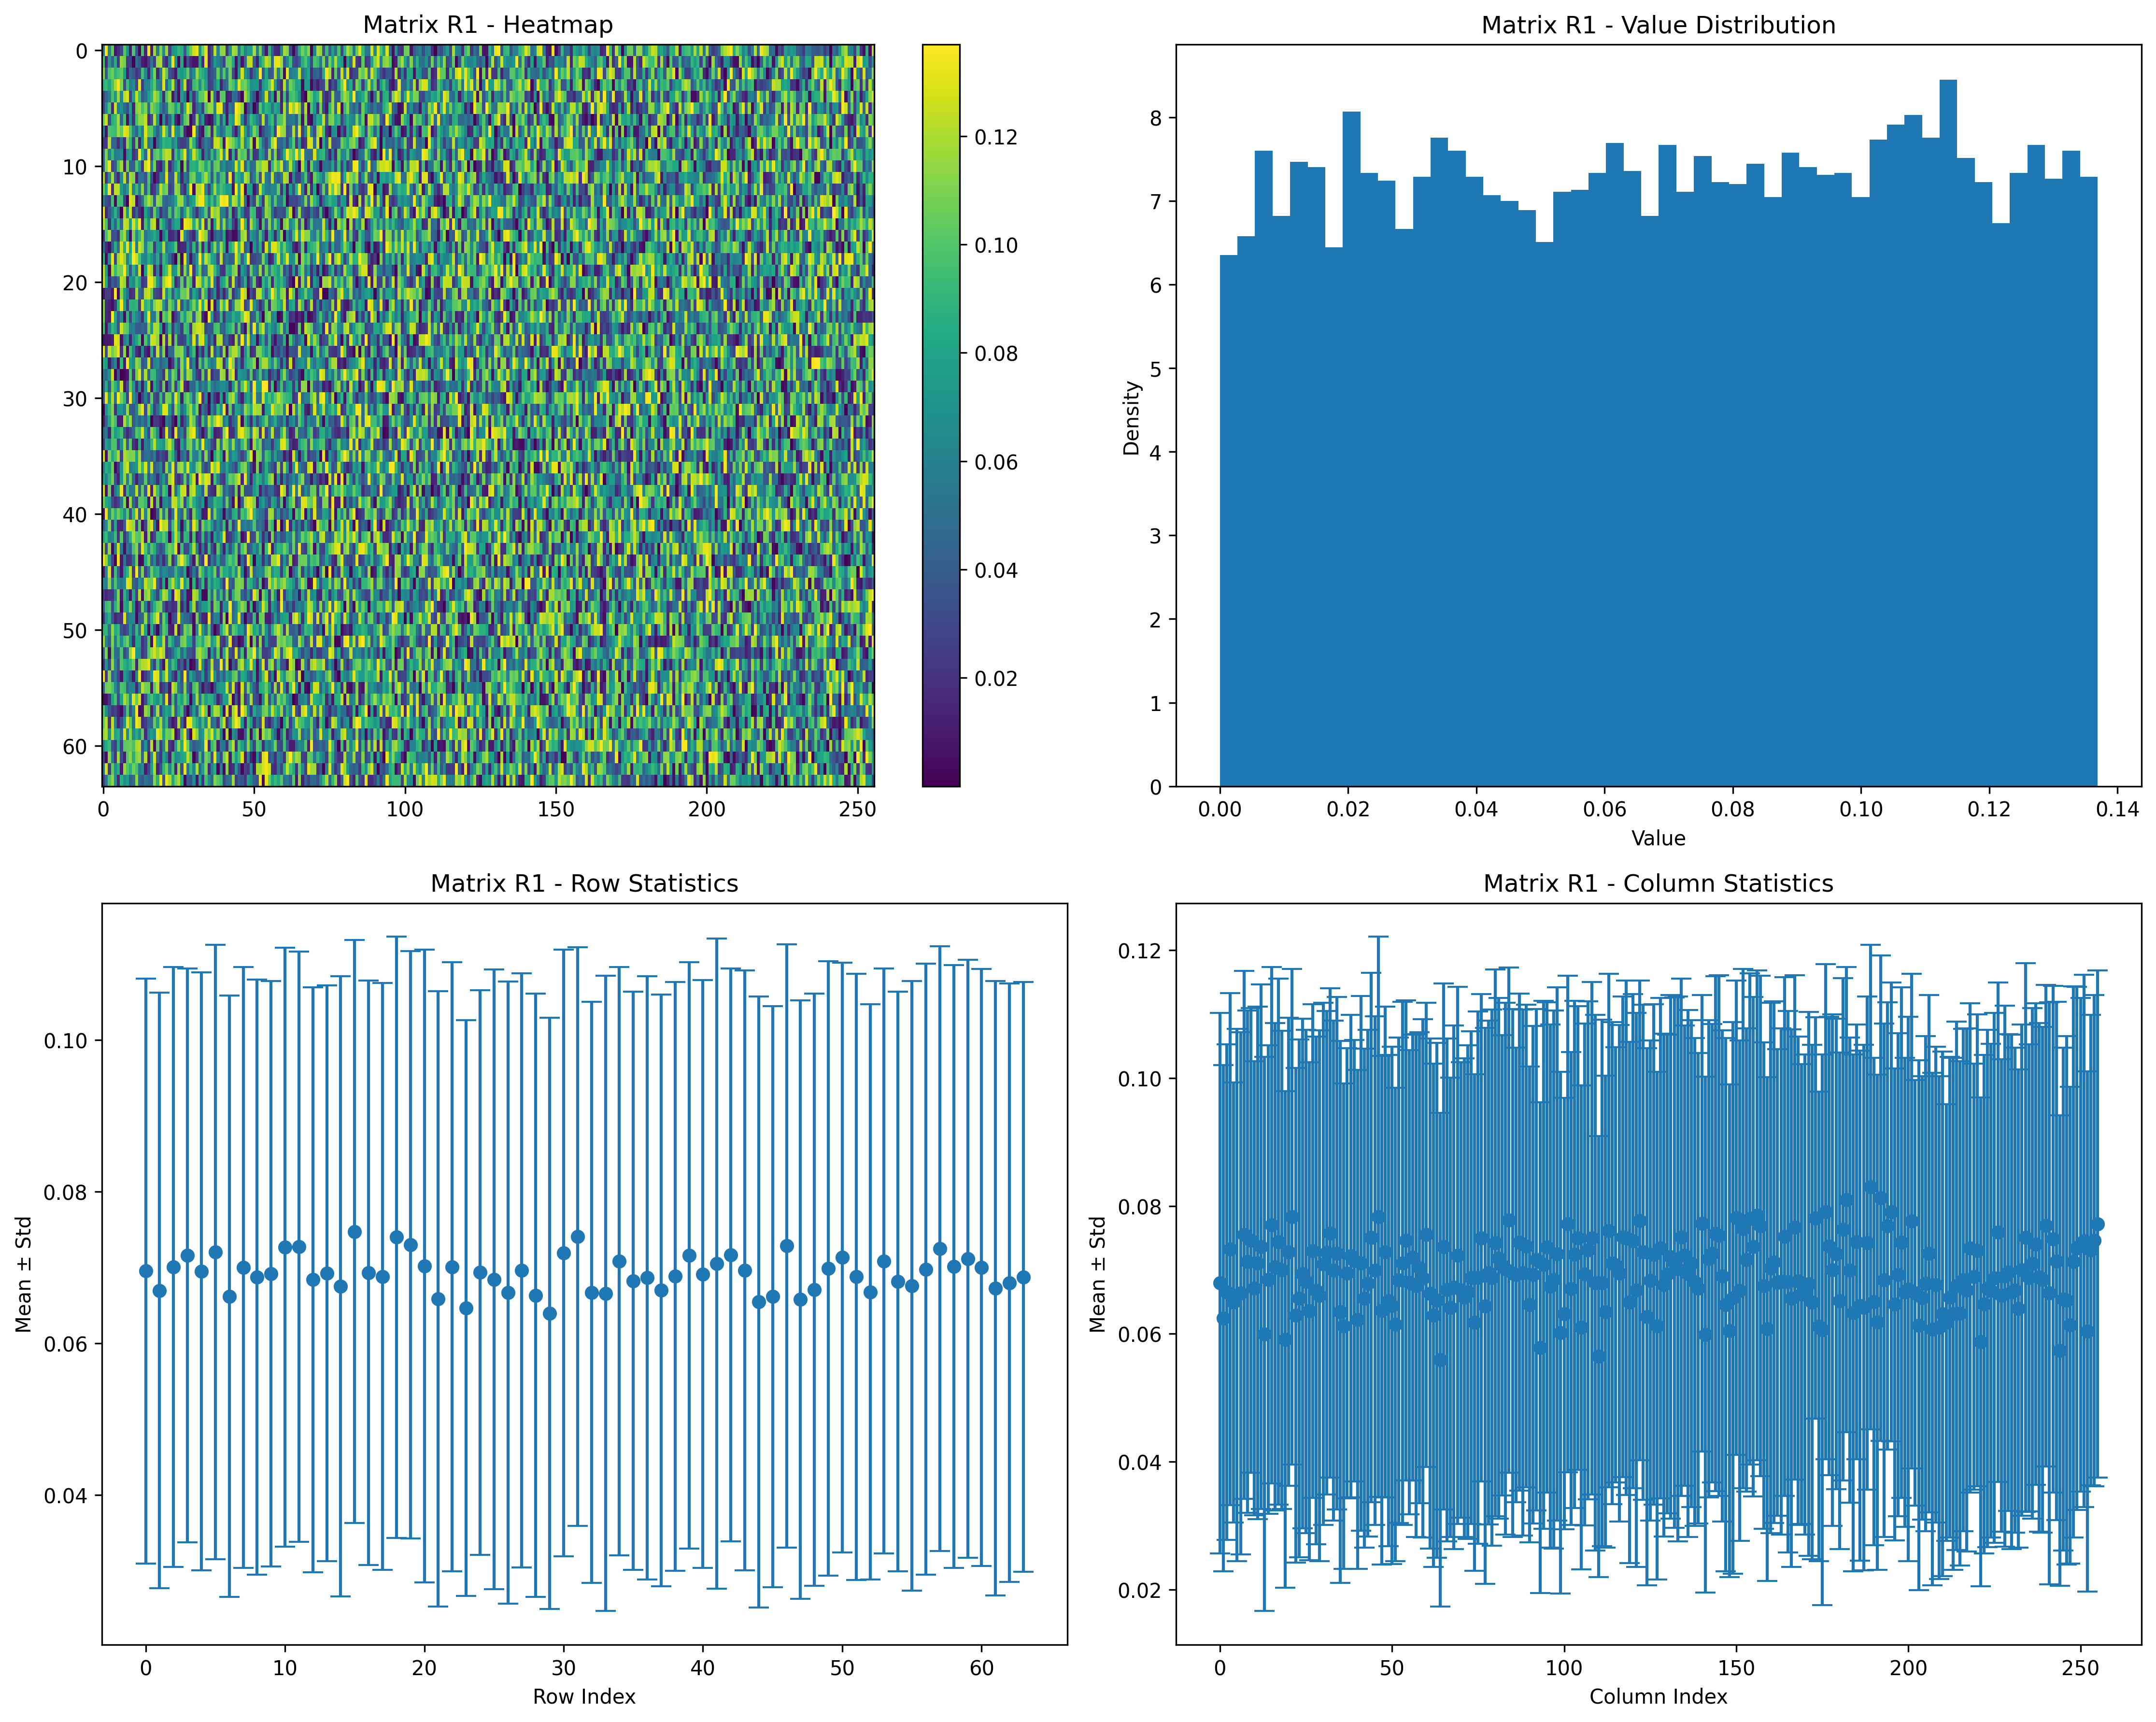 Matrix R1 - Heatmap
0
10
20
30
40
50
60
0 50 100 150 200 250
0.12
0.10
0.08
0.06
0.04
0.02
Matrix R1 - Value Distribution
Density
8
7
6
5
4
3
2
1
0
0.00 0.02 0.04 0.06 0.08 0.10 0.12 0.14
Value
Matrix R1 - Row Statistics
Mean ± Std
0.10
0.08
0.06
0.04
0 10 20 30 40 50 60
Row Index
Matrix R1 - Column Statistics
Mean ± Std
0.12
0.10
0.08
0.06
0.04
0.02
0 50 100 150 200 250
Column Index